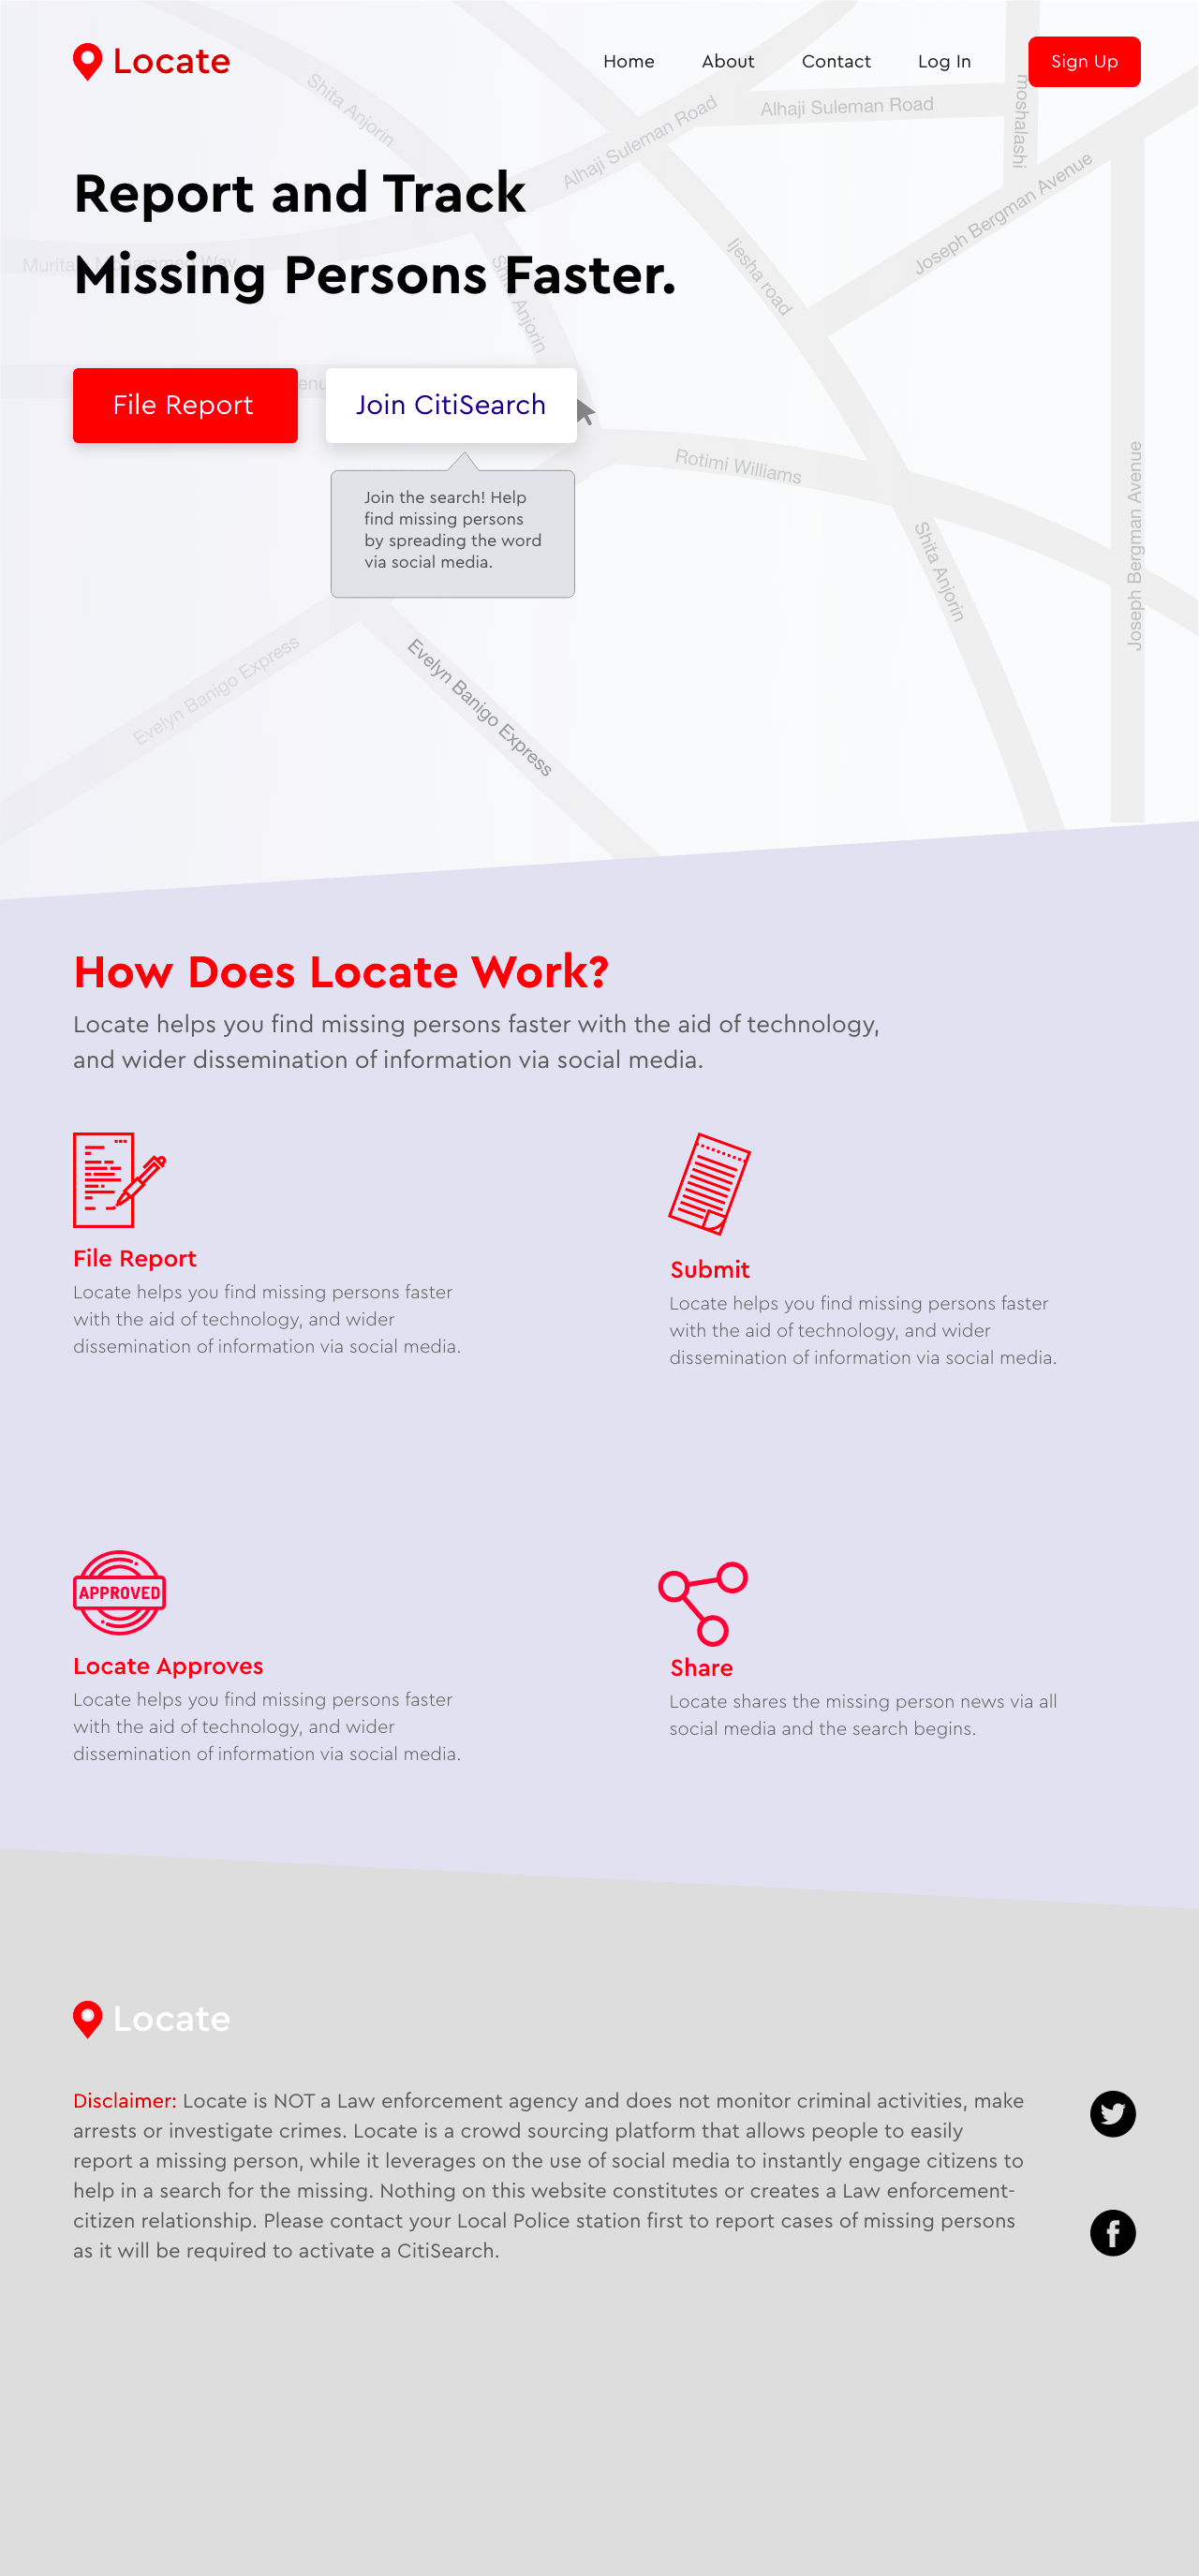 Locate
Home About Contact Log In Sign Up
Shita Anjorin
Alhaji Suleman Road
Alhaji Suleman Road
moshalashi
Joseph Bergman Avenue
Report and Track
Way
Missing Persons Faster.
Shita Anjorin
Ijesha road
File Report
Join CitiSearch
Rotimi Williams
Joseph Bergman Avenue
Join the search! Help
find missing persons
by spreading the word
via social media.
Shita Anjorin
Evelyn Banigo Express
Evelyn Banigo Express
How Does Locate Work?
Locate helps you find missing persons faster with the aid of technology,
and wider dissemination of information via social media.
File Report
Locate helps you find missing persons faster
with the aid of technology, and wider
dissemination of information via social media.
Submit
Locate helps you find missing persons faster
with the aid of technology, and wider
dissemination of information via social media.
APPROVED
Locate Approves
Locate helps you find missing persons faster
with the aid of technology, and wider
dissemination of information via social media.
Share
Locate shares the missing person news via all
social media and the search begins.
Locate
Disclaimer: Locate is NOT a Law enforcement agency and does not monitor criminal activities, make
arrests or investigate crimes. Locate is a crowd sourcing platform that allows people to easily
report a missing person, while it leverages on the use of social media to instantly engage citizens to
help in a search for the missing. Nothing on this website constitutes or creates a Law enforcement-
citizen relationship. Please contact your Local Police station first to report cases of missing persons
as it will be required to activate a CitiSearch.